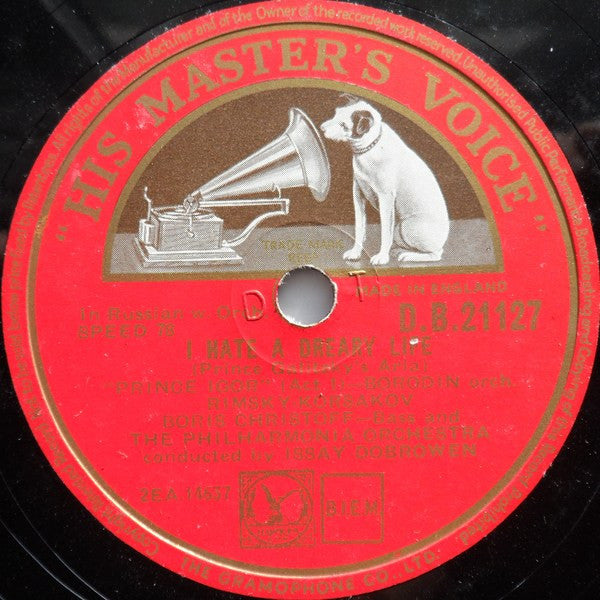 "HIS MASTER'S VOICE"
TRADE MARK
REGD
D T
MADE IN ENGLAND
In Russian w. Orch
SPEED 78
D.B.21127
I HATE A DREARY LIFE
(Prince Galitsky's Aria)
"PRINCE IGOR" (Act I)—BORODIN arr.
RIMSKY-KORSAKOV
BORIS CHRISTOFF—Bass and
THE PHILHARMONIA ORCHESTRA
conducted by ISSAY DOBROWEN
2EA 14637
B.I.E.M.
THE GRAMOPHONE CO., LTD.